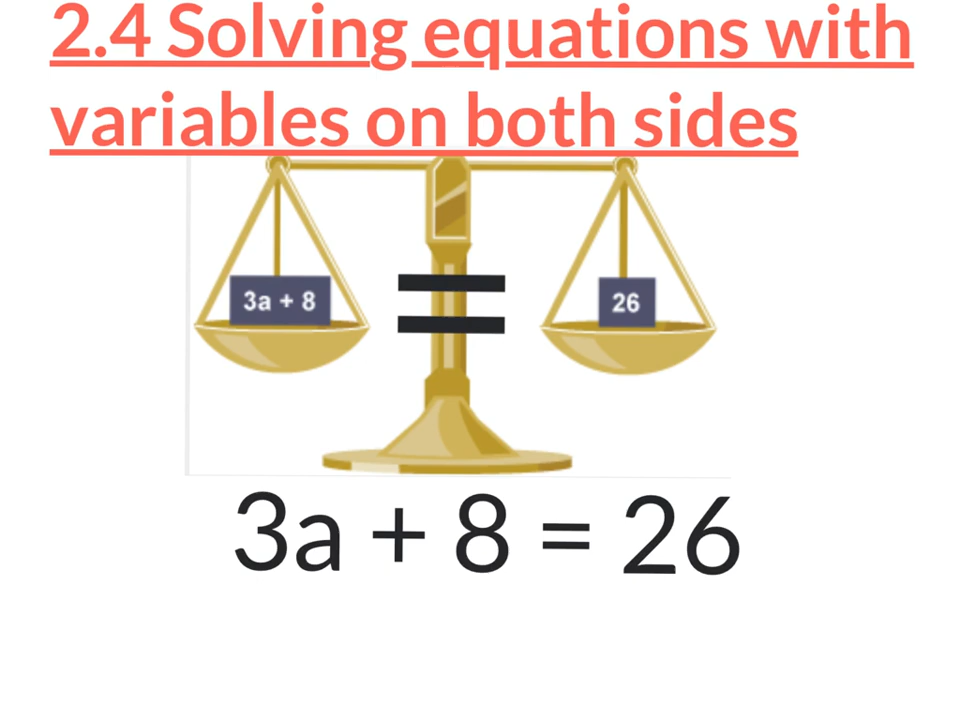 2.4 Solving equations with
variables on both sides
3a + 8
=
26
3a + 8 = 26